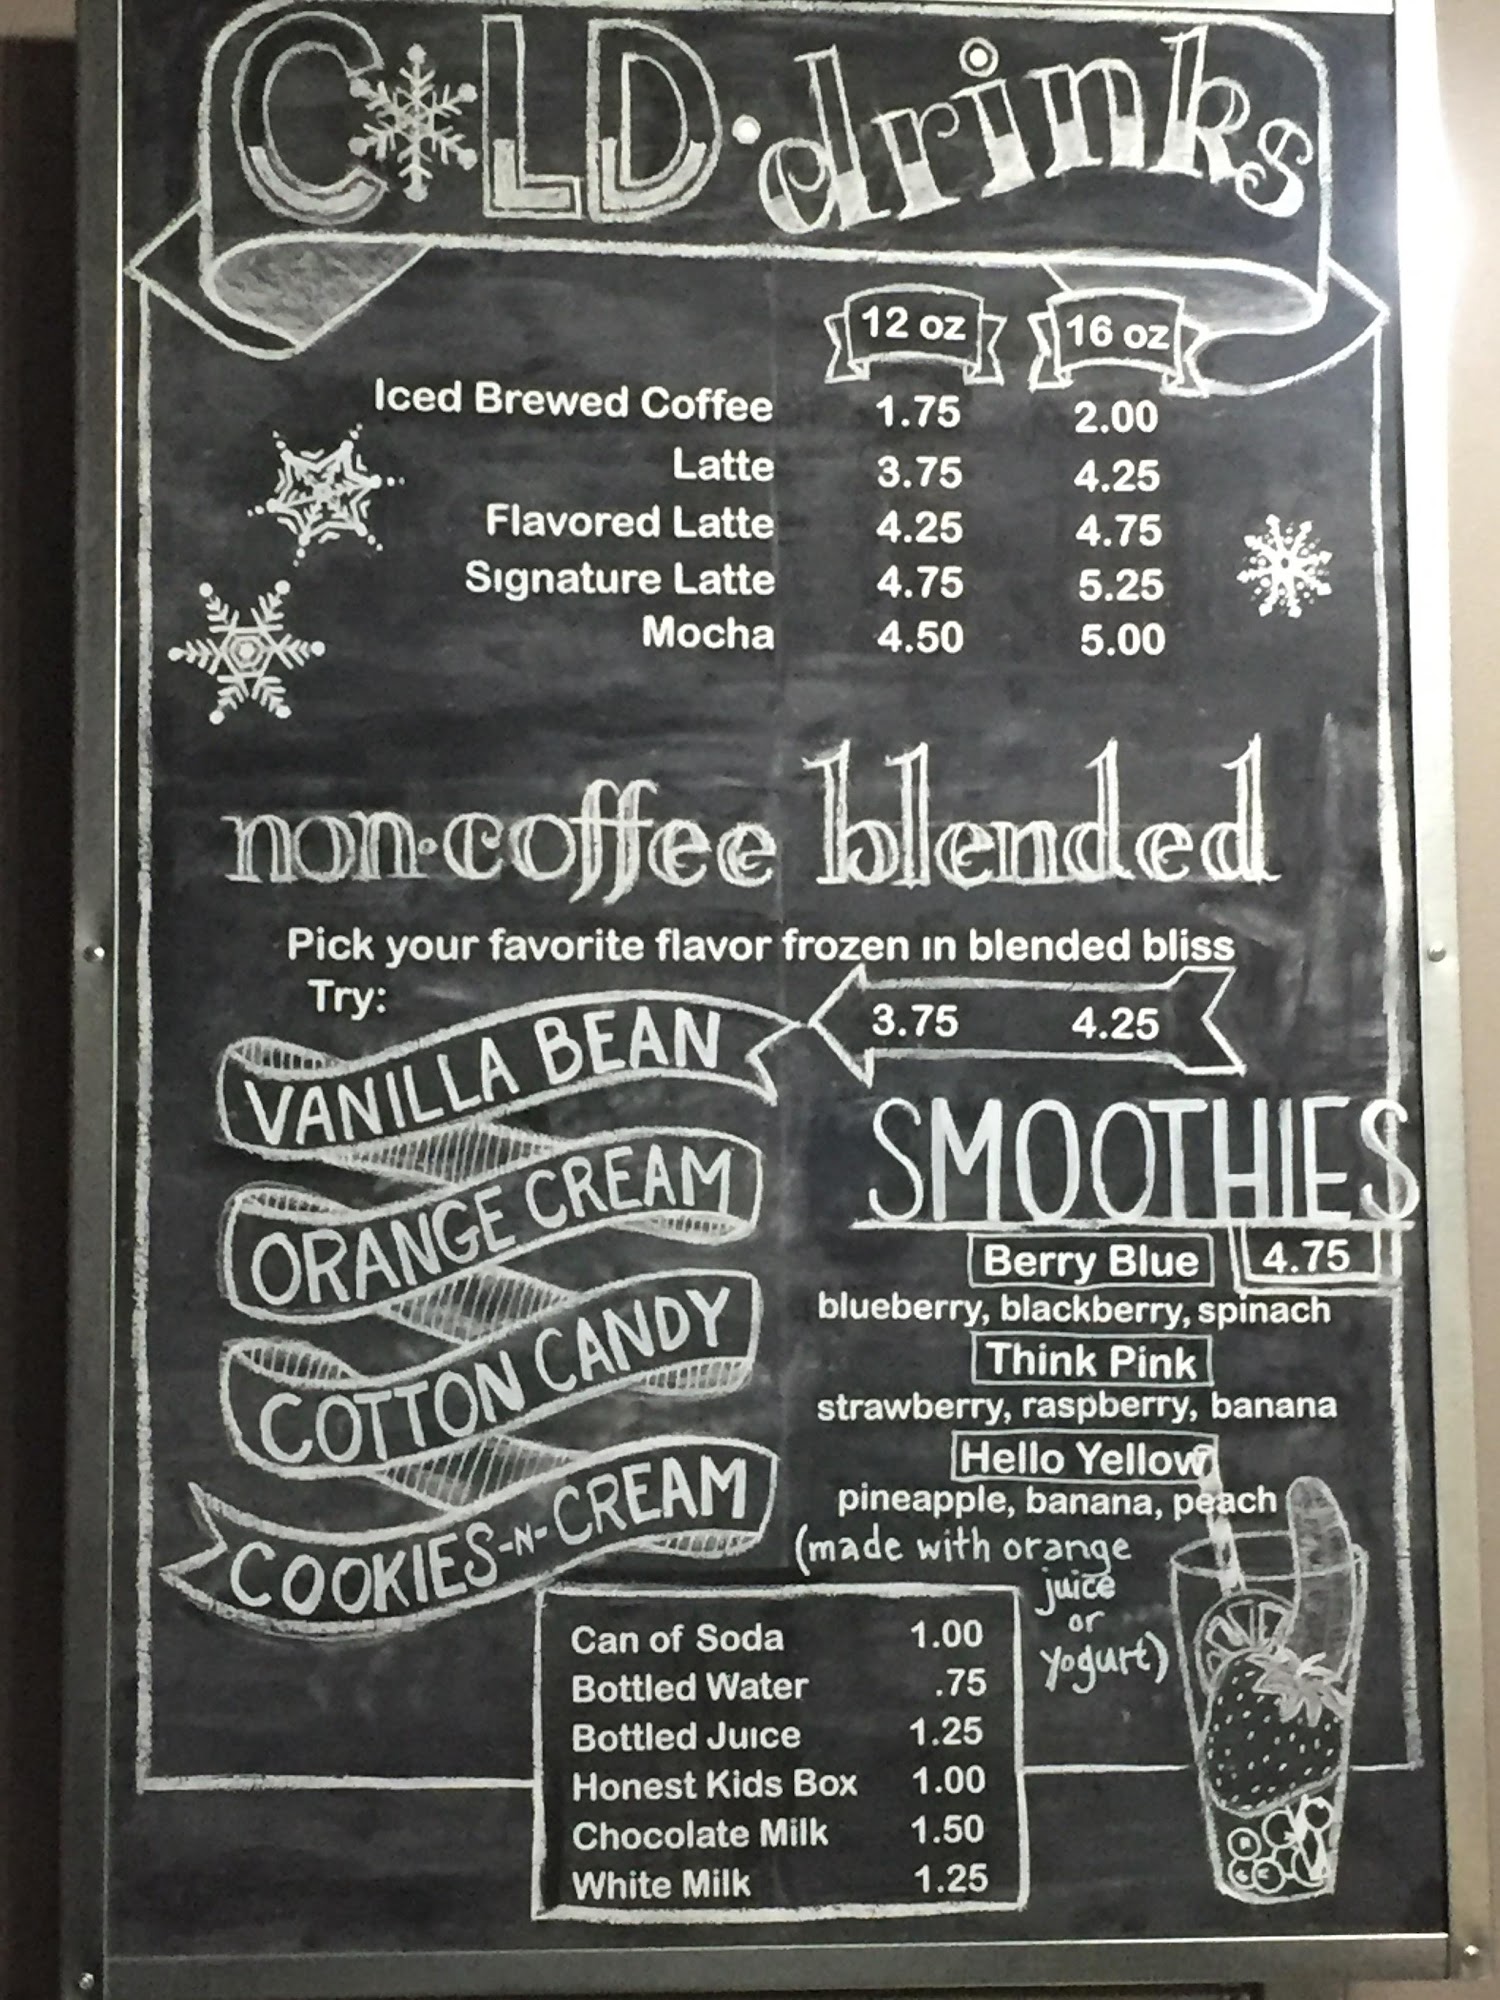 COLD · drinks
12 oz 16 oz
Iced Brewed Coffee 1.75 2.00
Latte 3.75 4.25
Flavored Latte 4.25 4.75
Signature Latte 4.75 5.25
Mocha 4.50 5.00
non·coffee blended
Pick your favorite flavor frozen in blended bliss
Try:
3.75 4.25
VANILLA BEAN
ORANGE CREAM
COTTON CANDY
COOKIES-N-CREAM
SMOOTHIES
Berry Blue 4.75
blueberry, blackberry, spinach
Think Pink
strawberry, raspberry, banana
Hello Yellow
pineapple, banana, peach
(made with orange
juice
or
yogurt)
Can of Soda 1.00
Bottled Water .75
Bottled Juice 1.25
Honest Kids Box 1.00
Chocolate Milk 1.50
White Milk 1.25